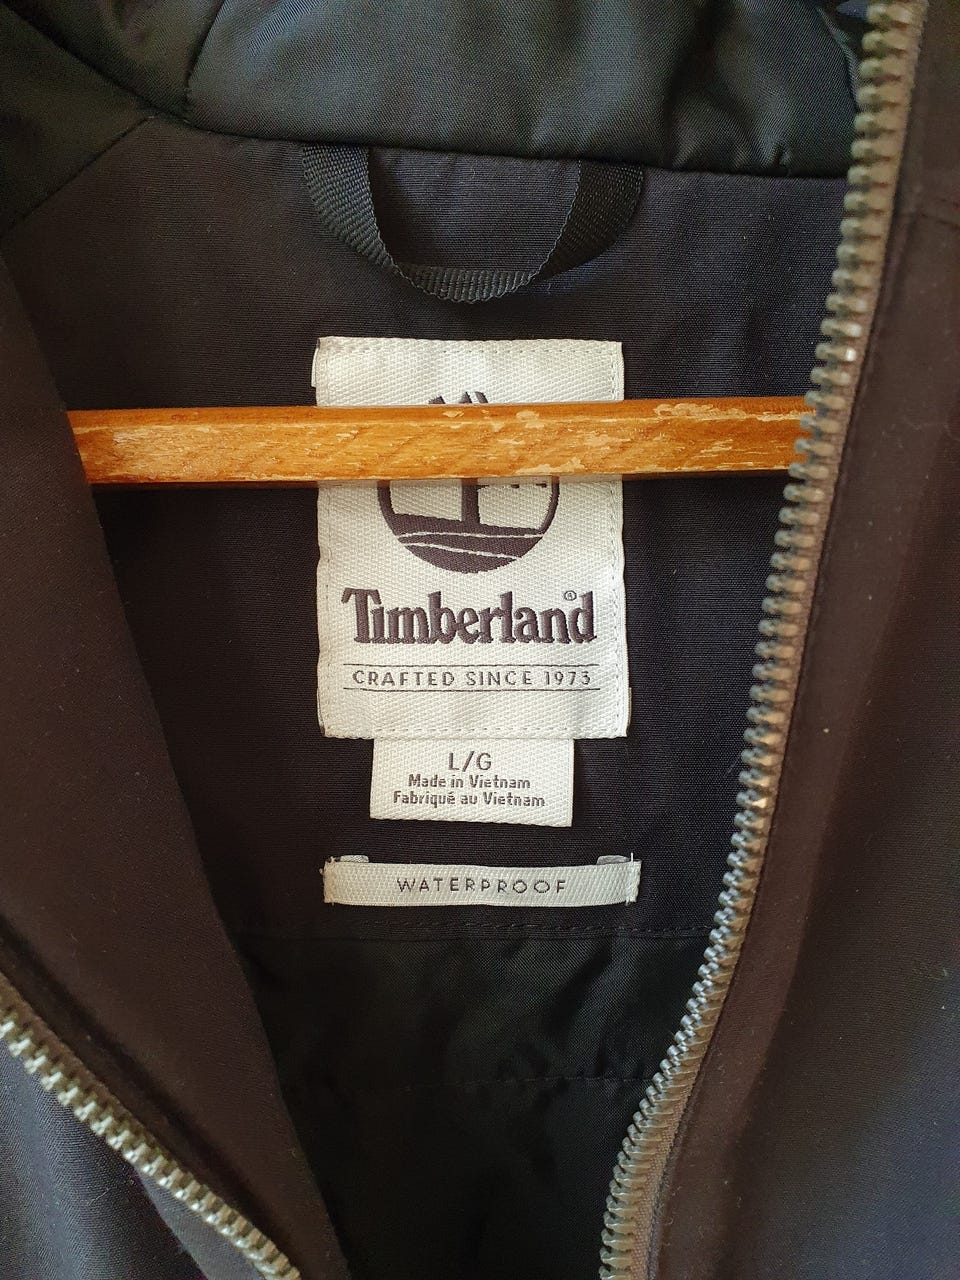 Timberland®
CRAFTED SINCE 1973
L/G
Made in Vietnam
Fabriqué au Vietnam
WATERPROOF